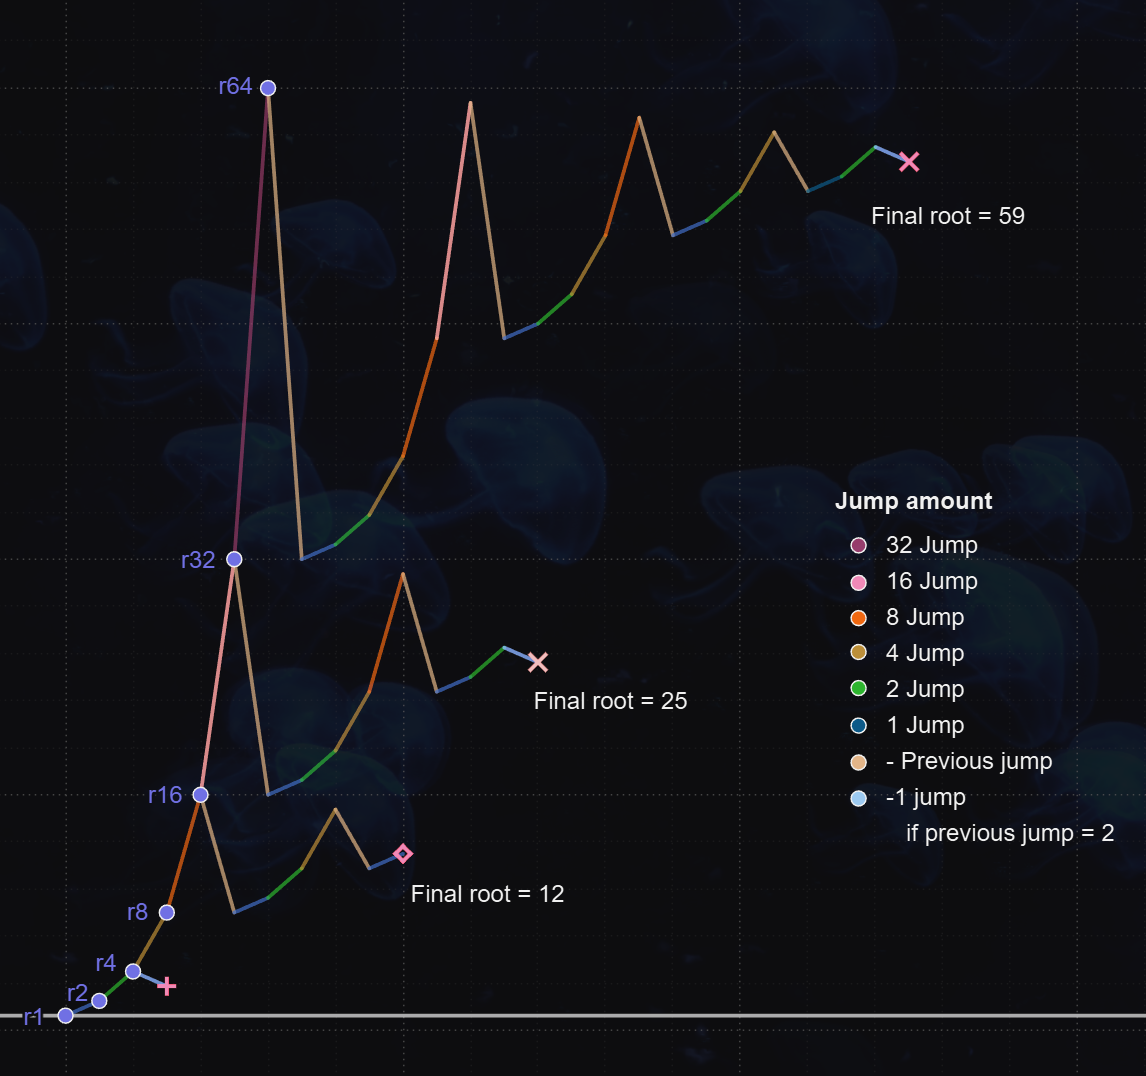 r64
Final root = 59
Jump amount
32 Jump
r32
16 Jump
8 Jump
4 Jump
2 Jump
Final root = 25
1 Jump
- Previous jump
r16
-1 jump
if previous jump = 2
Final root = 12
r8
r4
r2
r1